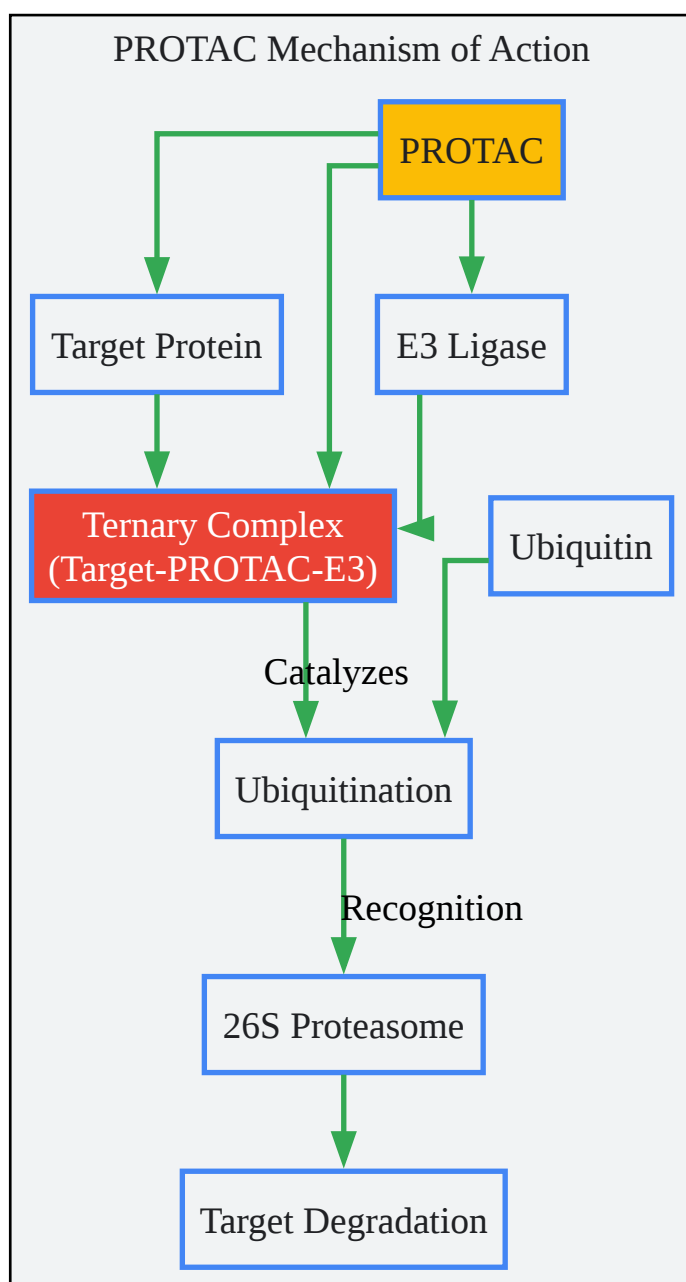 PROTAC Mechanism of Action
PROTAC
Target Protein
E3 Ligase
Ternary Complex
(Target-PROTAC-E3)
Ubiquitin
Catalyzes
Ubiquitination
Recognition
26S Proteasome
Target Degradation